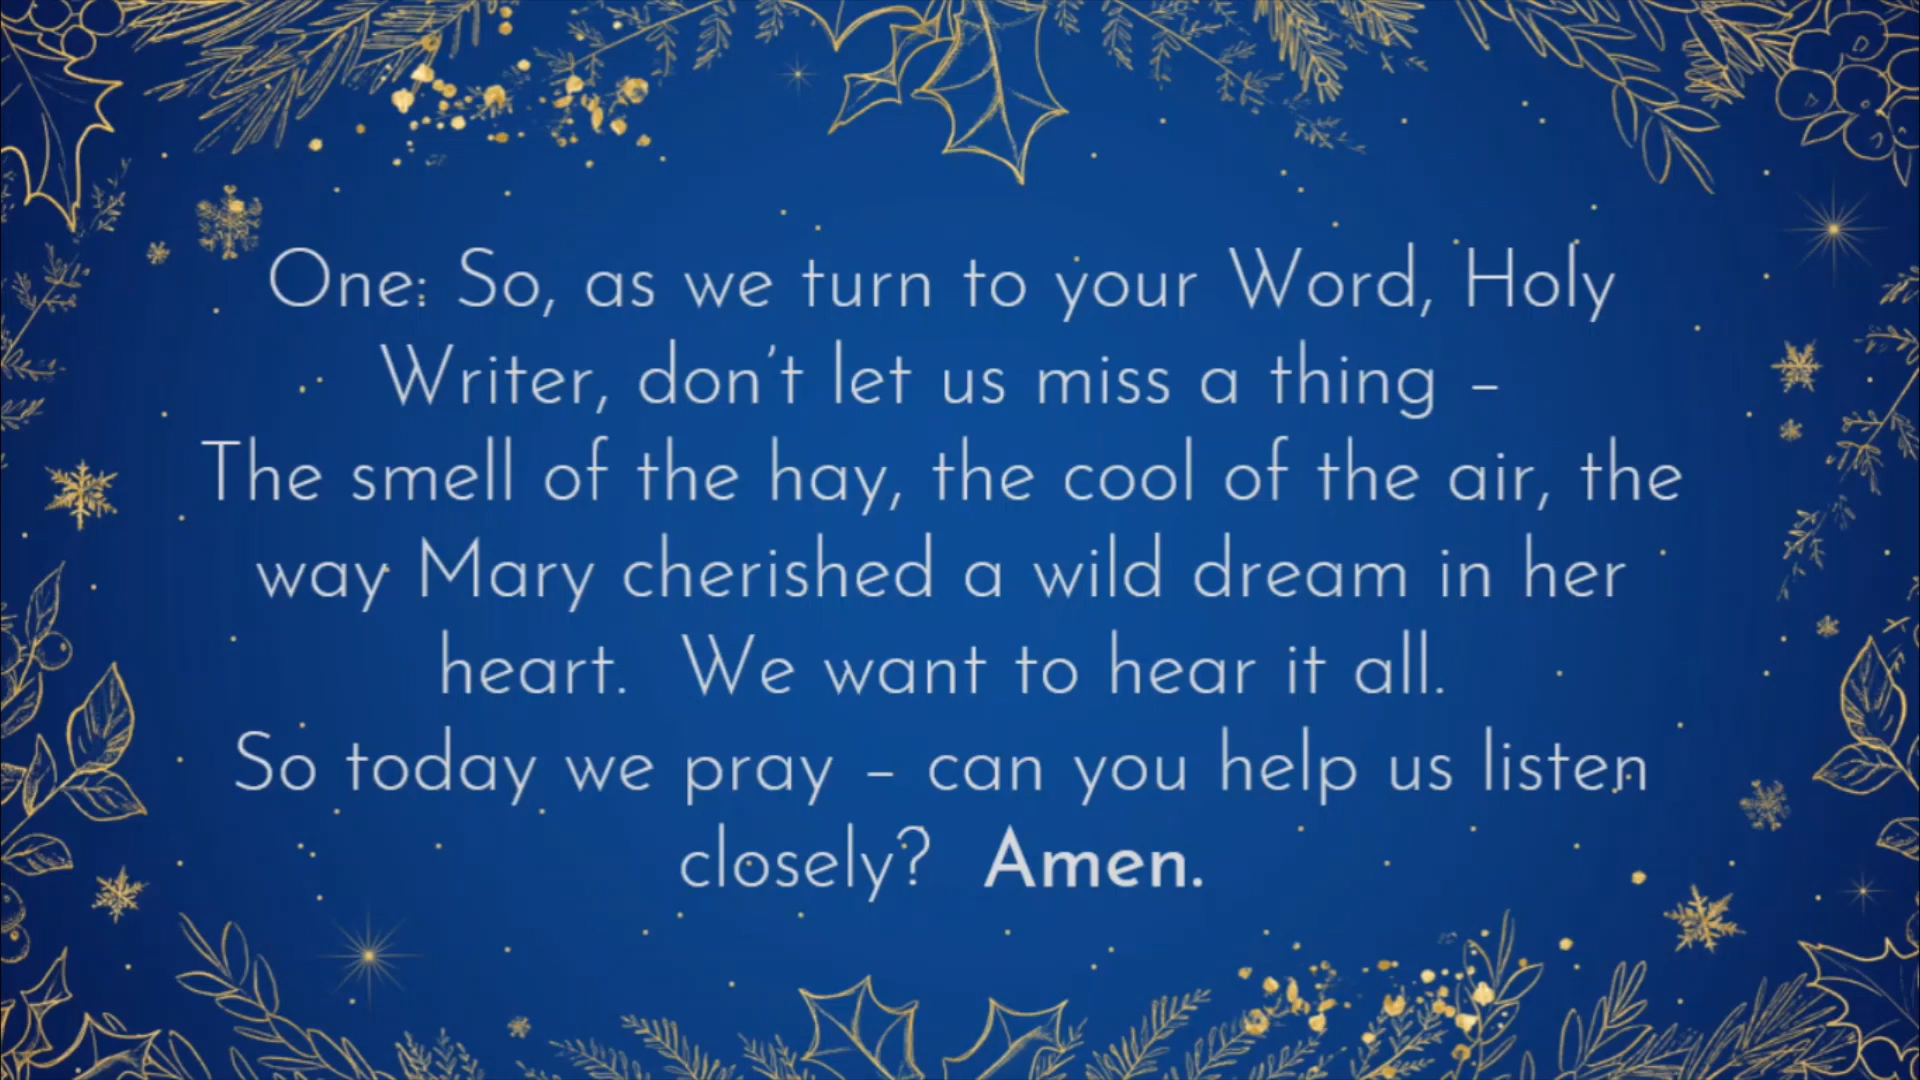 One: So, as we turn to your Word, Holy
Writer, don't let us miss a thing –
The smell of the hay, the cool of the air, the
way Mary cherished a wild dream in her
heart.  We want to hear it all.
So today we pray – can you help us listen
closely?  Amen.